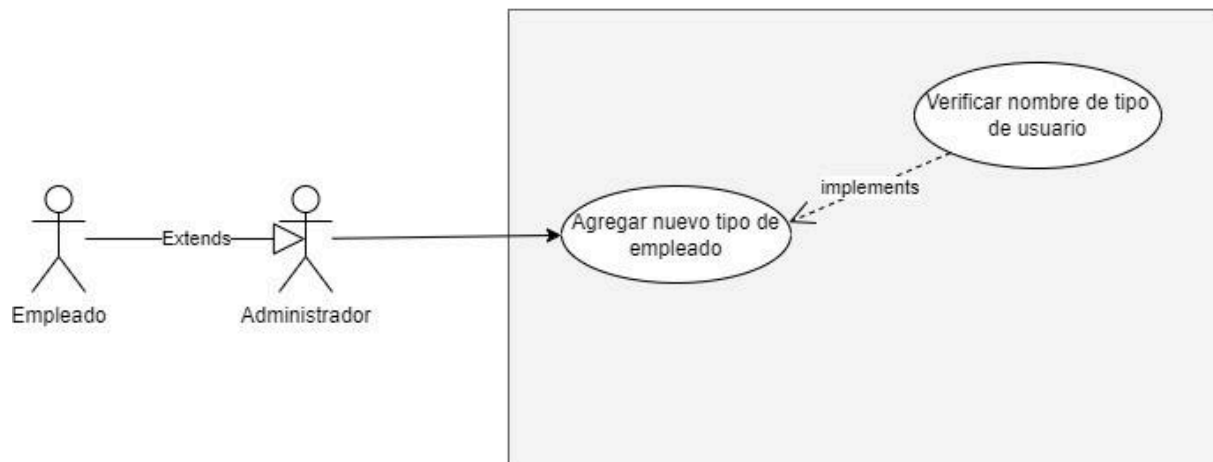 Verificar nombre de tipo
de usuario
implements
Agregar nuevo tipo de
empleado
Extends
Empleado
Administrador